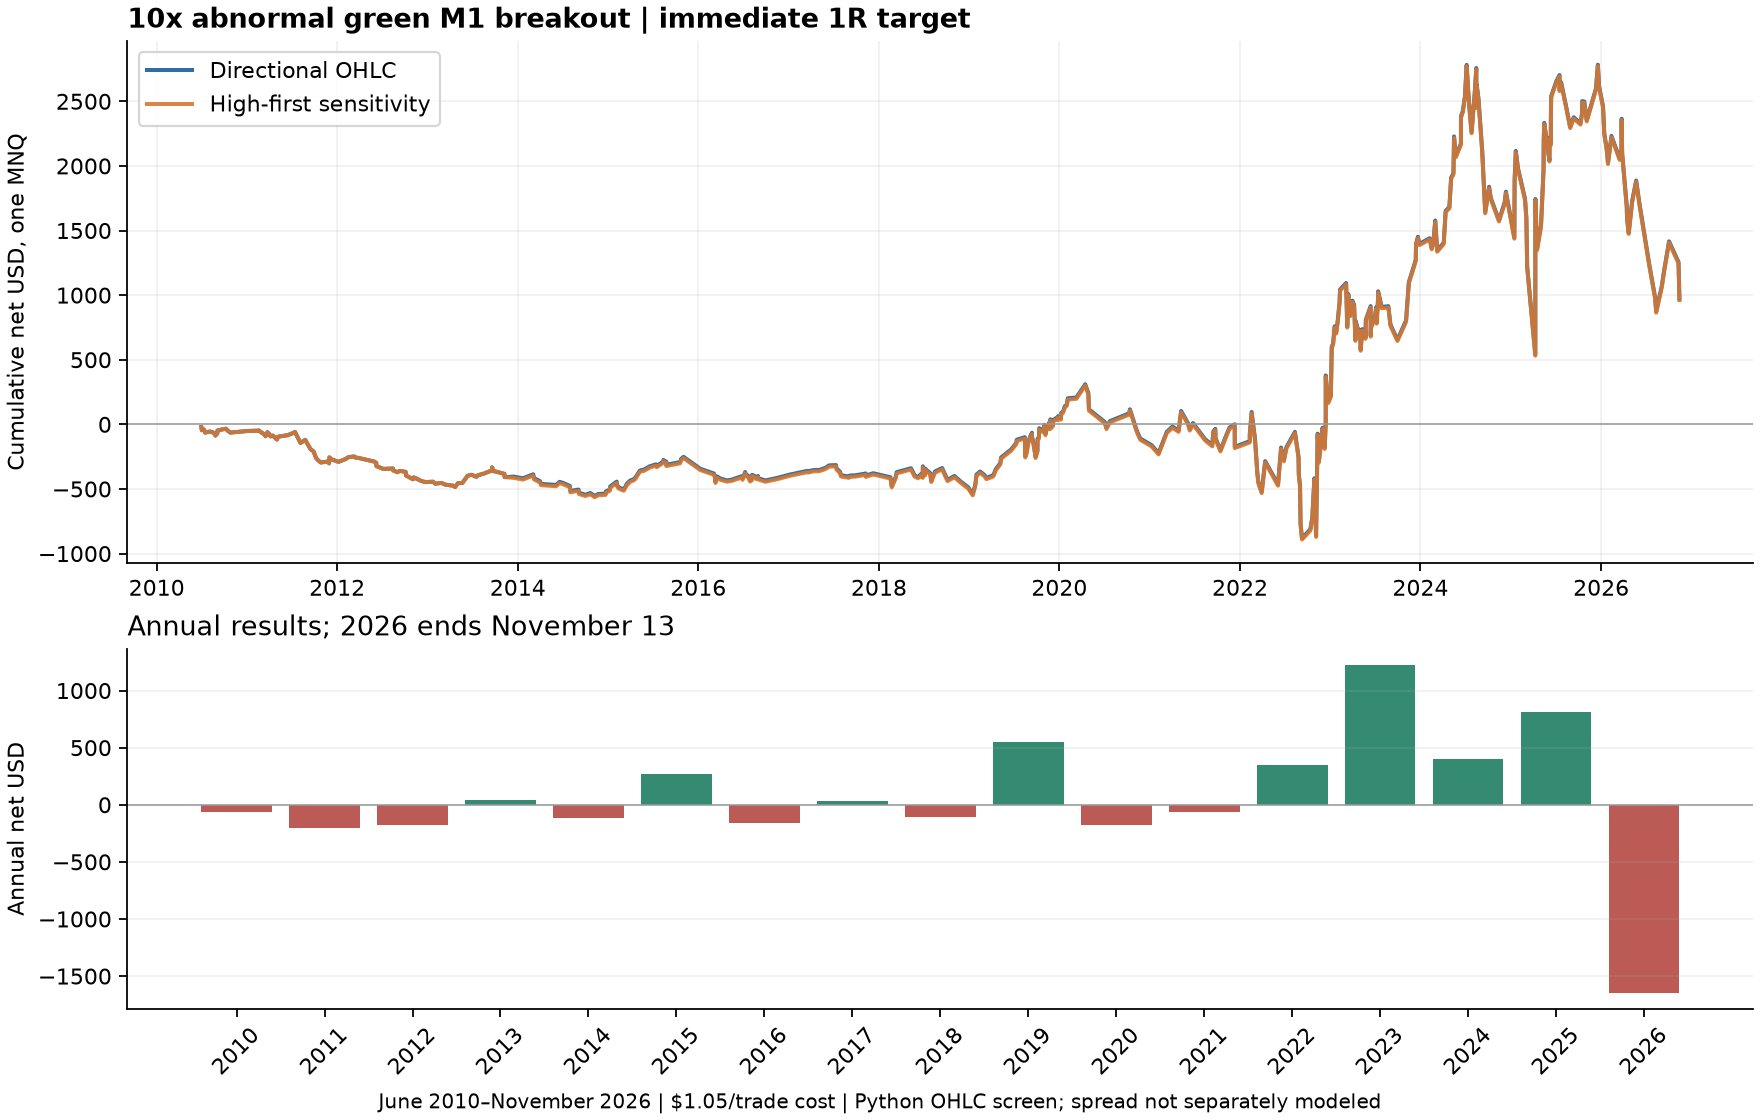 10x abnormal green M1 breakout | immediate 1R target
Directional OHLC
High-first sensitivity
Cumulative net USD, one MNQ
2500
2000
1500
1000
500
0
−500
−1000
2010 2012 2014 2016 2018 2020 2022 2024 2026
Annual results; 2026 ends November 13
Annual net USD
1000
500
0
−500
−1000
−1500
2010 2011 2012 2013 2014 2015 2016 2017 2018 2019 2020 2021 2022 2023 2024 2025 2026
June 2010–November 2026 | $1.05/trade cost | Python OHLC screen; spread not separately modeled